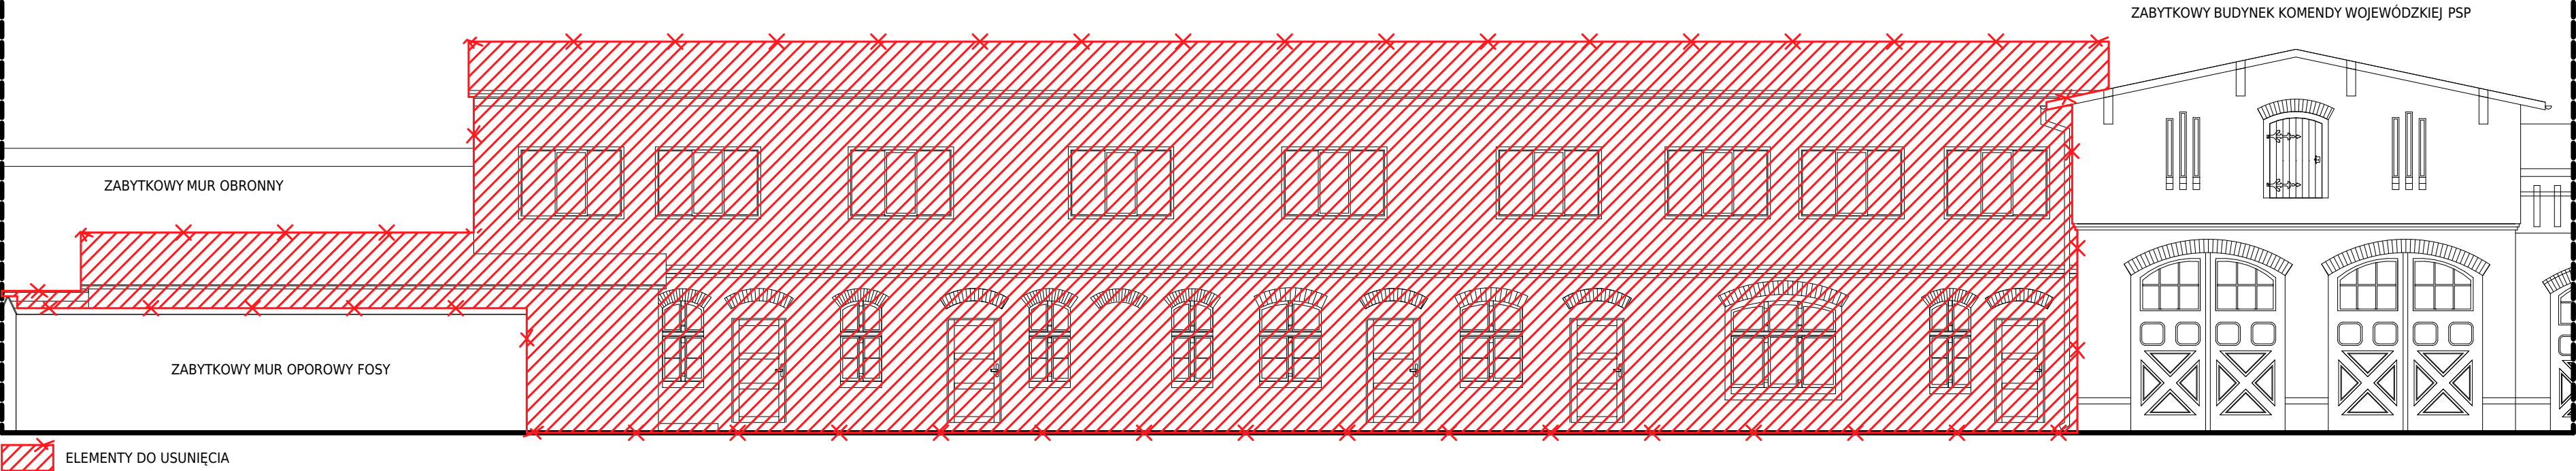 ZABYTKOWY BUDYNEK KOMENDY WOJEWÓDZKIEJ PSP
ZABYTKOWY MUR OBRONNY
ZABYTKOWY MUR OPOROWY FOSY
ELEMENTY DO USUNIĘCIA